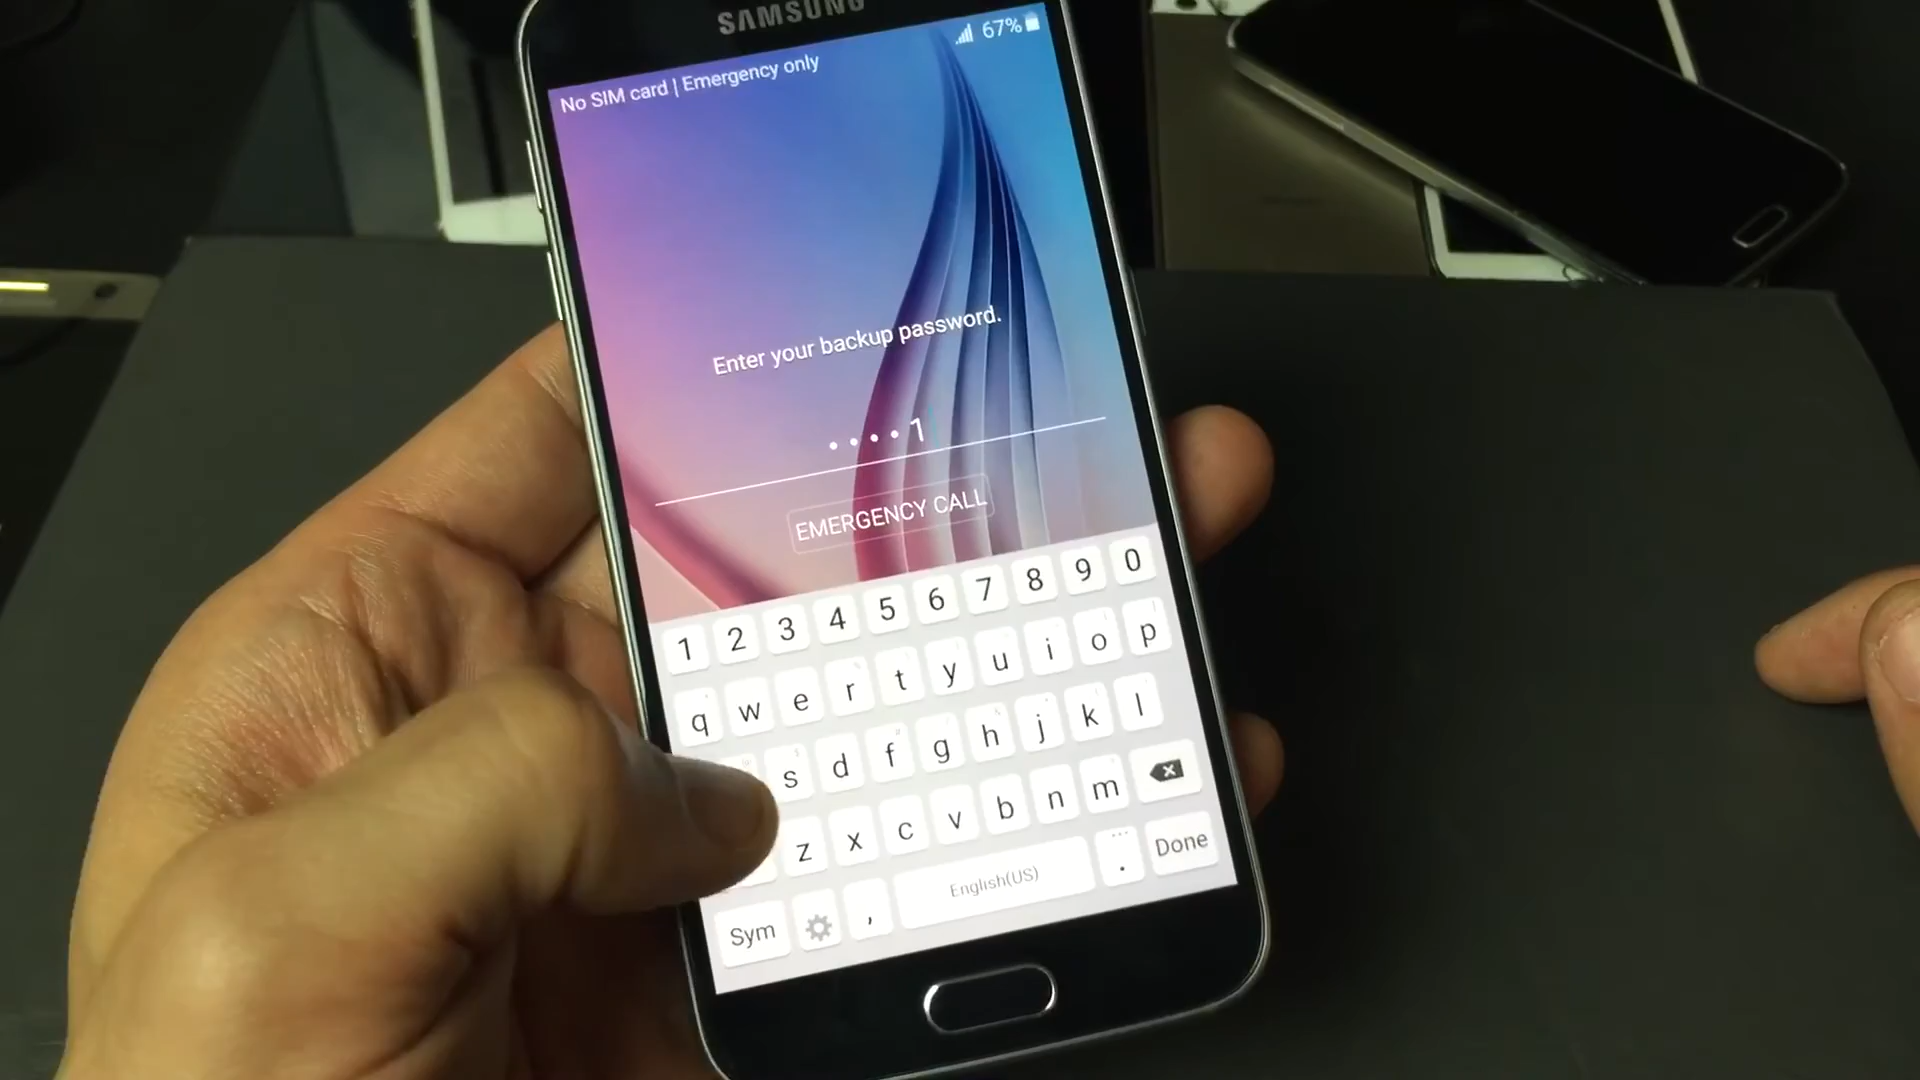 SAMSUNG
67%
No SIM card | Emergency only
Enter your backup password.
••••1
EMERGENCY CALL
1 2 3 4 5 6 7 8 9 0
q w e r t y u i o p
s d f g h j k l
z x c v b n m
Sym , English(US) . Done